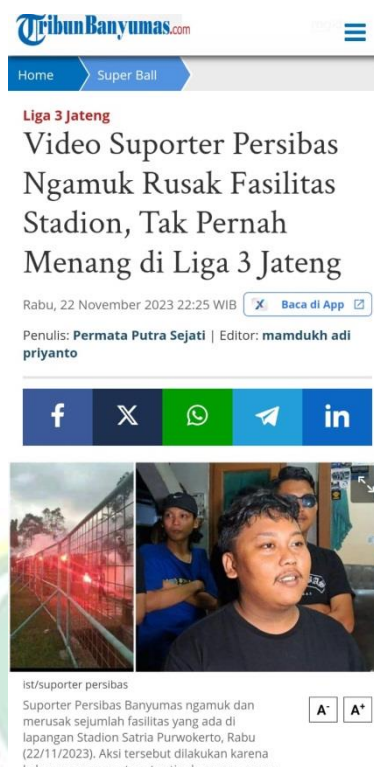 TribunBanyumas.com
Home
Super Ball
Liga 3 Jateng
Video Suporter Persibas
Ngamuk Rusak Fasilitas
Stadion, Tak Pernah
Menang di Liga 3 Jateng
Rabu, 22 November 2023 22:25 WIB
Baca di App
Penulis: Permata Putra Sejati | Editor: mamdukh adi
priyanto
f X in
ist/suporter persibas
A- A+
Suporter Persibas Banyumas ngamuk dan
merusak sejumlah fasilitas yang ada di
lapangan Stadion Satria Purwokerto, Rabu
(22/11/2023). Aksi tersebut dilakukan karena